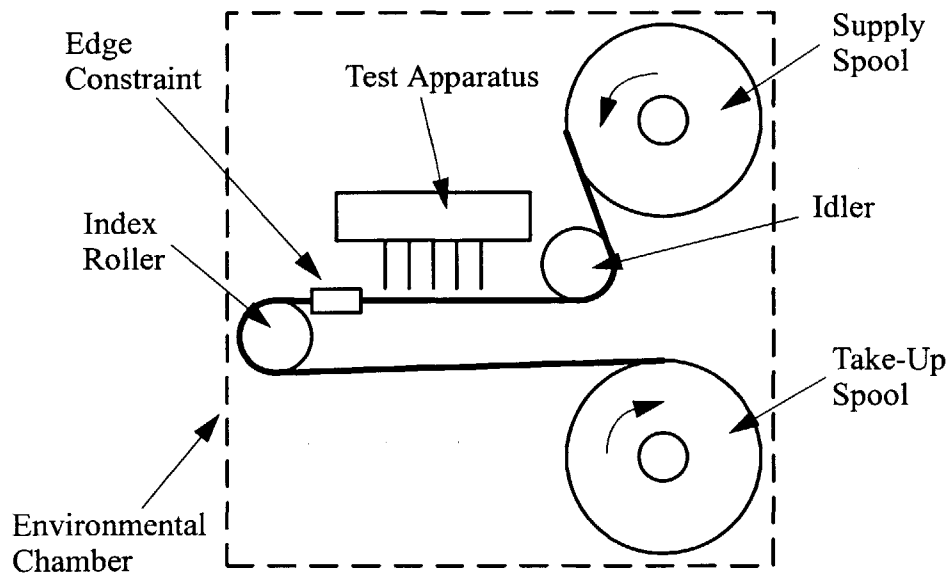 Edge
Constraint
Test Apparatus
Supply
Spool
Index
Roller
Idler
Take-Up
Spool
Environmental
Chamber